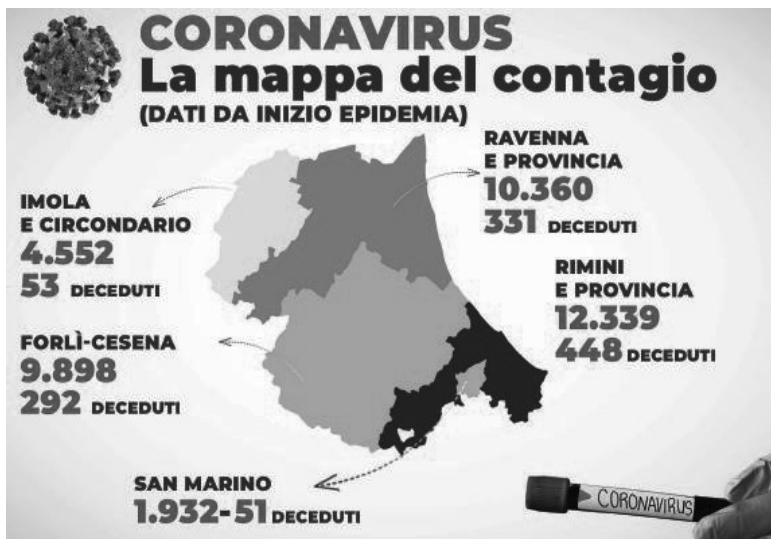 CORONAVIRUS
La mappa del contagio
(DATI DA INIZIO EPIDEMIA)
RAVENNA
E PROVINCIA
10.360
331 DECEDUTI
IMOLA
E CIRCONDARIO
4.552
53 DECEDUTI
RIMINI
E PROVINCIA
12.339
448 DECEDUTI
FORLÌ-CESENA
9.898
292 DECEDUTI
SAN MARINO
1.932-51 DECEDUTI
CORONAVIRUS